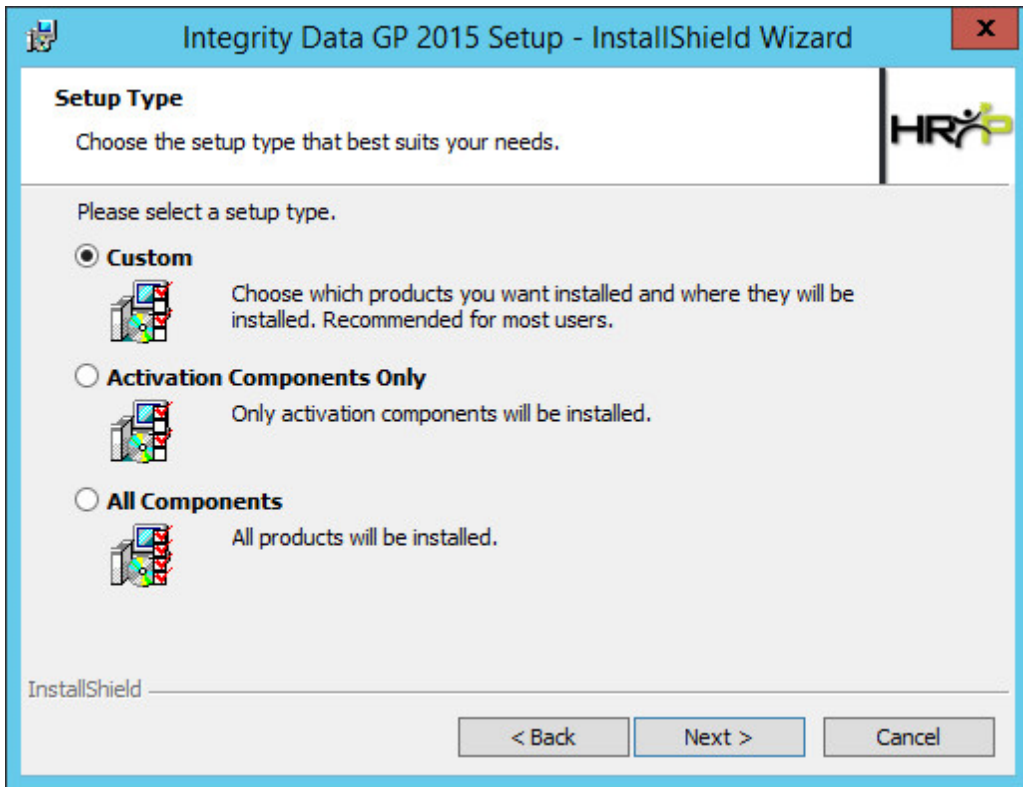 Integrity Data GP 2015 Setup - InstallShield Wizard
x
Setup Type
Choose the setup type that best suits your needs.
HRP
Please select a setup type.
Custom
Choose which products you want installed and where they will be
installed. Recommended for most users.
Activation Components Only
Only activation components will be installed.
All Components
All products will be installed.
InstallShield
< Back
Next >
Cancel